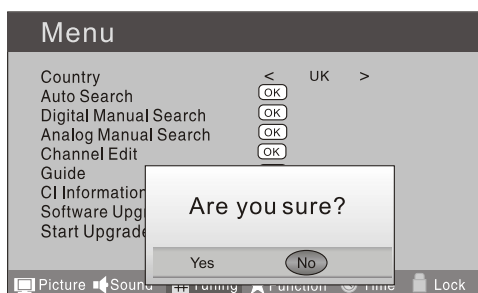 Menu
Country < UK >
Auto Search OK
Digital Manual Search OK
Analog Manual Search OK
Channel Edit OK
Guide
CI Information
Software
Start Upgrade
Are you sure?
Yes No
Picture Sound Tuning Function Time Lock